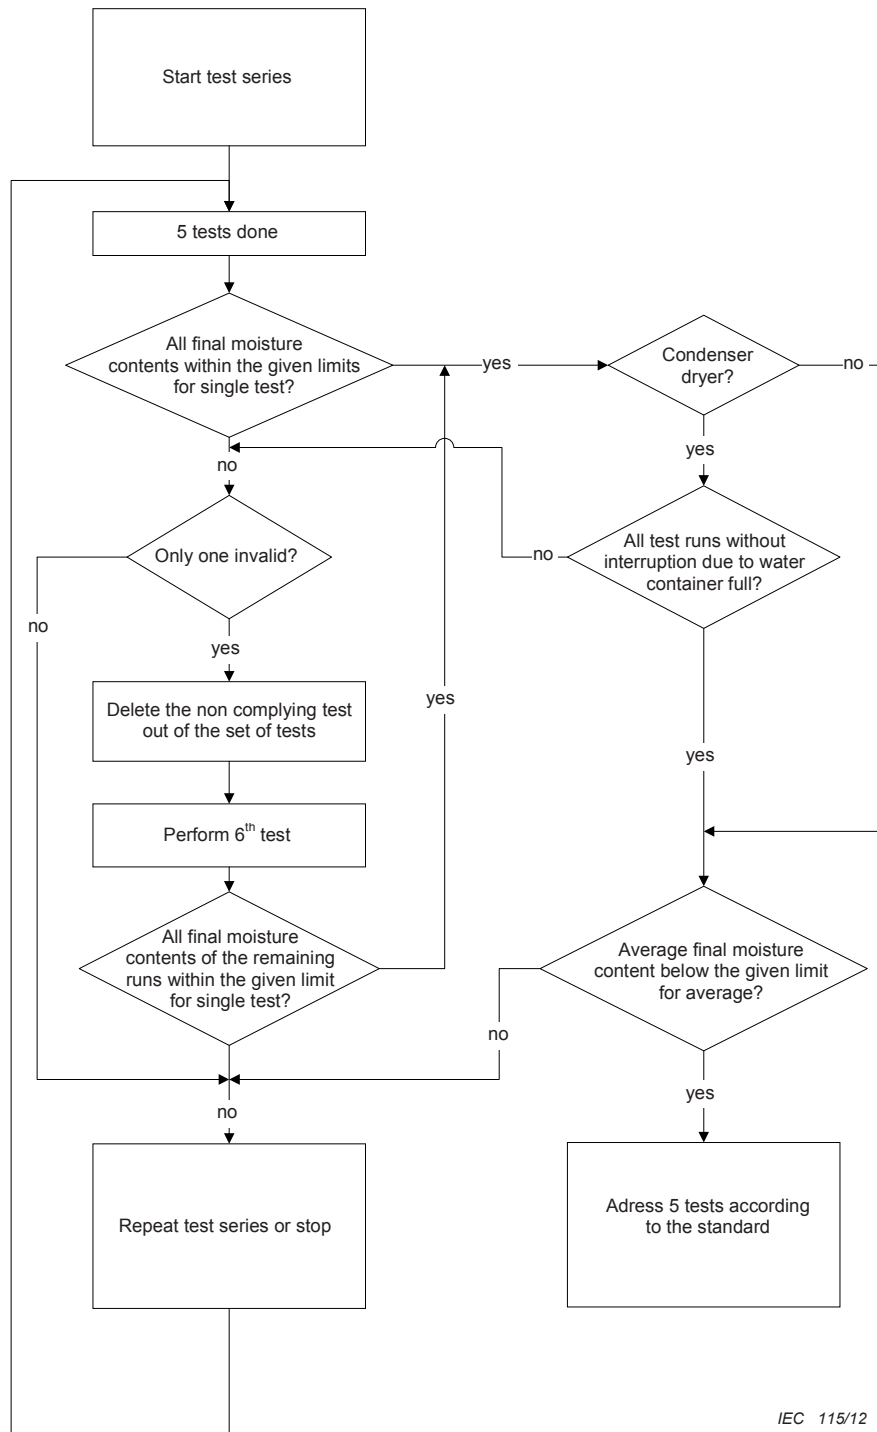 Start test series
5 tests done
All final moisture
contents within the given limits
for single test?
yes
Condenser
dryer?
no
no
yes
Only one invalid?
no
All test runs without
interruption due to water
container full?
no
yes
Delete the non complying test
out of the set of tests
yes
yes
Perform 6th test
All final moisture
contents of the remaining
runs within the given limit
for single test?
Average final moisture
content below the given limit
for average?
no
no
yes
Repeat test series or stop
Adress 5 tests according
to the standard
IEC 115/12